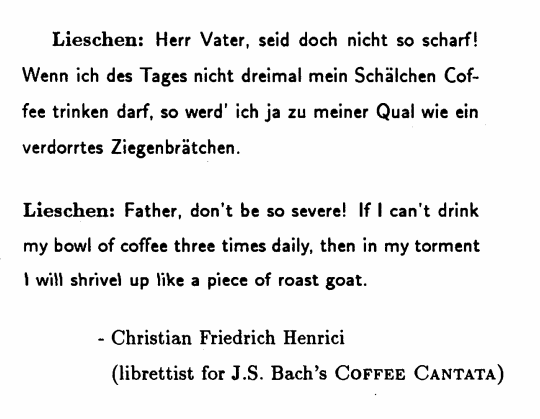 Lieschen: Herr Vater, seid doch nicht so scharf!
Wenn ich des Tages nicht dreimal mein Schälchen Cof-
fee trinken darf, so werd' ich ja zu meiner Qual wie ein
verdorrtes Ziegenbrätchen.
Lieschen: Father, don't be so severe! If I can't drink
my bowl of coffee three times daily, then in my torment
I will shrivel up like a piece of roast goat.
- Christian Friedrich Henrici
(librettist for J.S. Bach's COFFEE CANTATA)